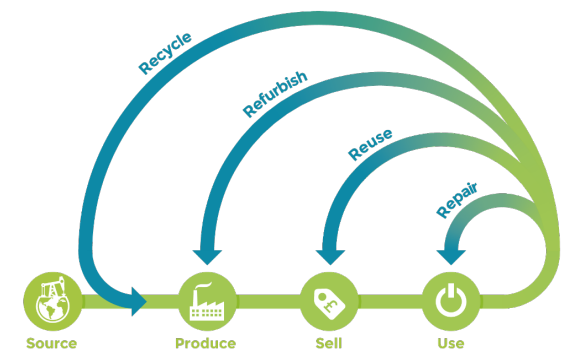 Recycle
Refurbish
Reuse
Repair
£
Source
Produce
Sell
Use